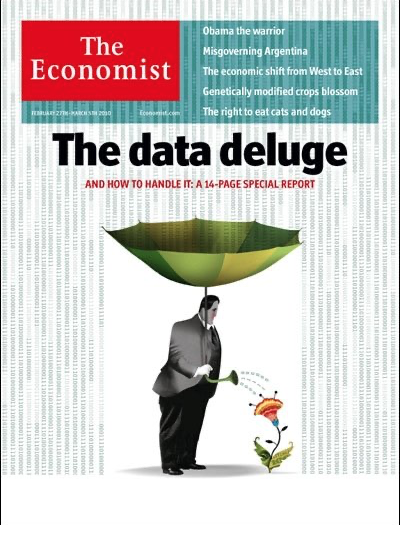 The
Economist
FEBRUARY 27TH–MARCH 5TH 2010
Economist.com
Obama the warrior
Misgoverning Argentina
The economic shift from West to East
Genetically modified crops blossom
The right to eat cats and dogs
The data deluge
AND HOW TO HANDLE IT: A 14-PAGE SPECIAL REPORT